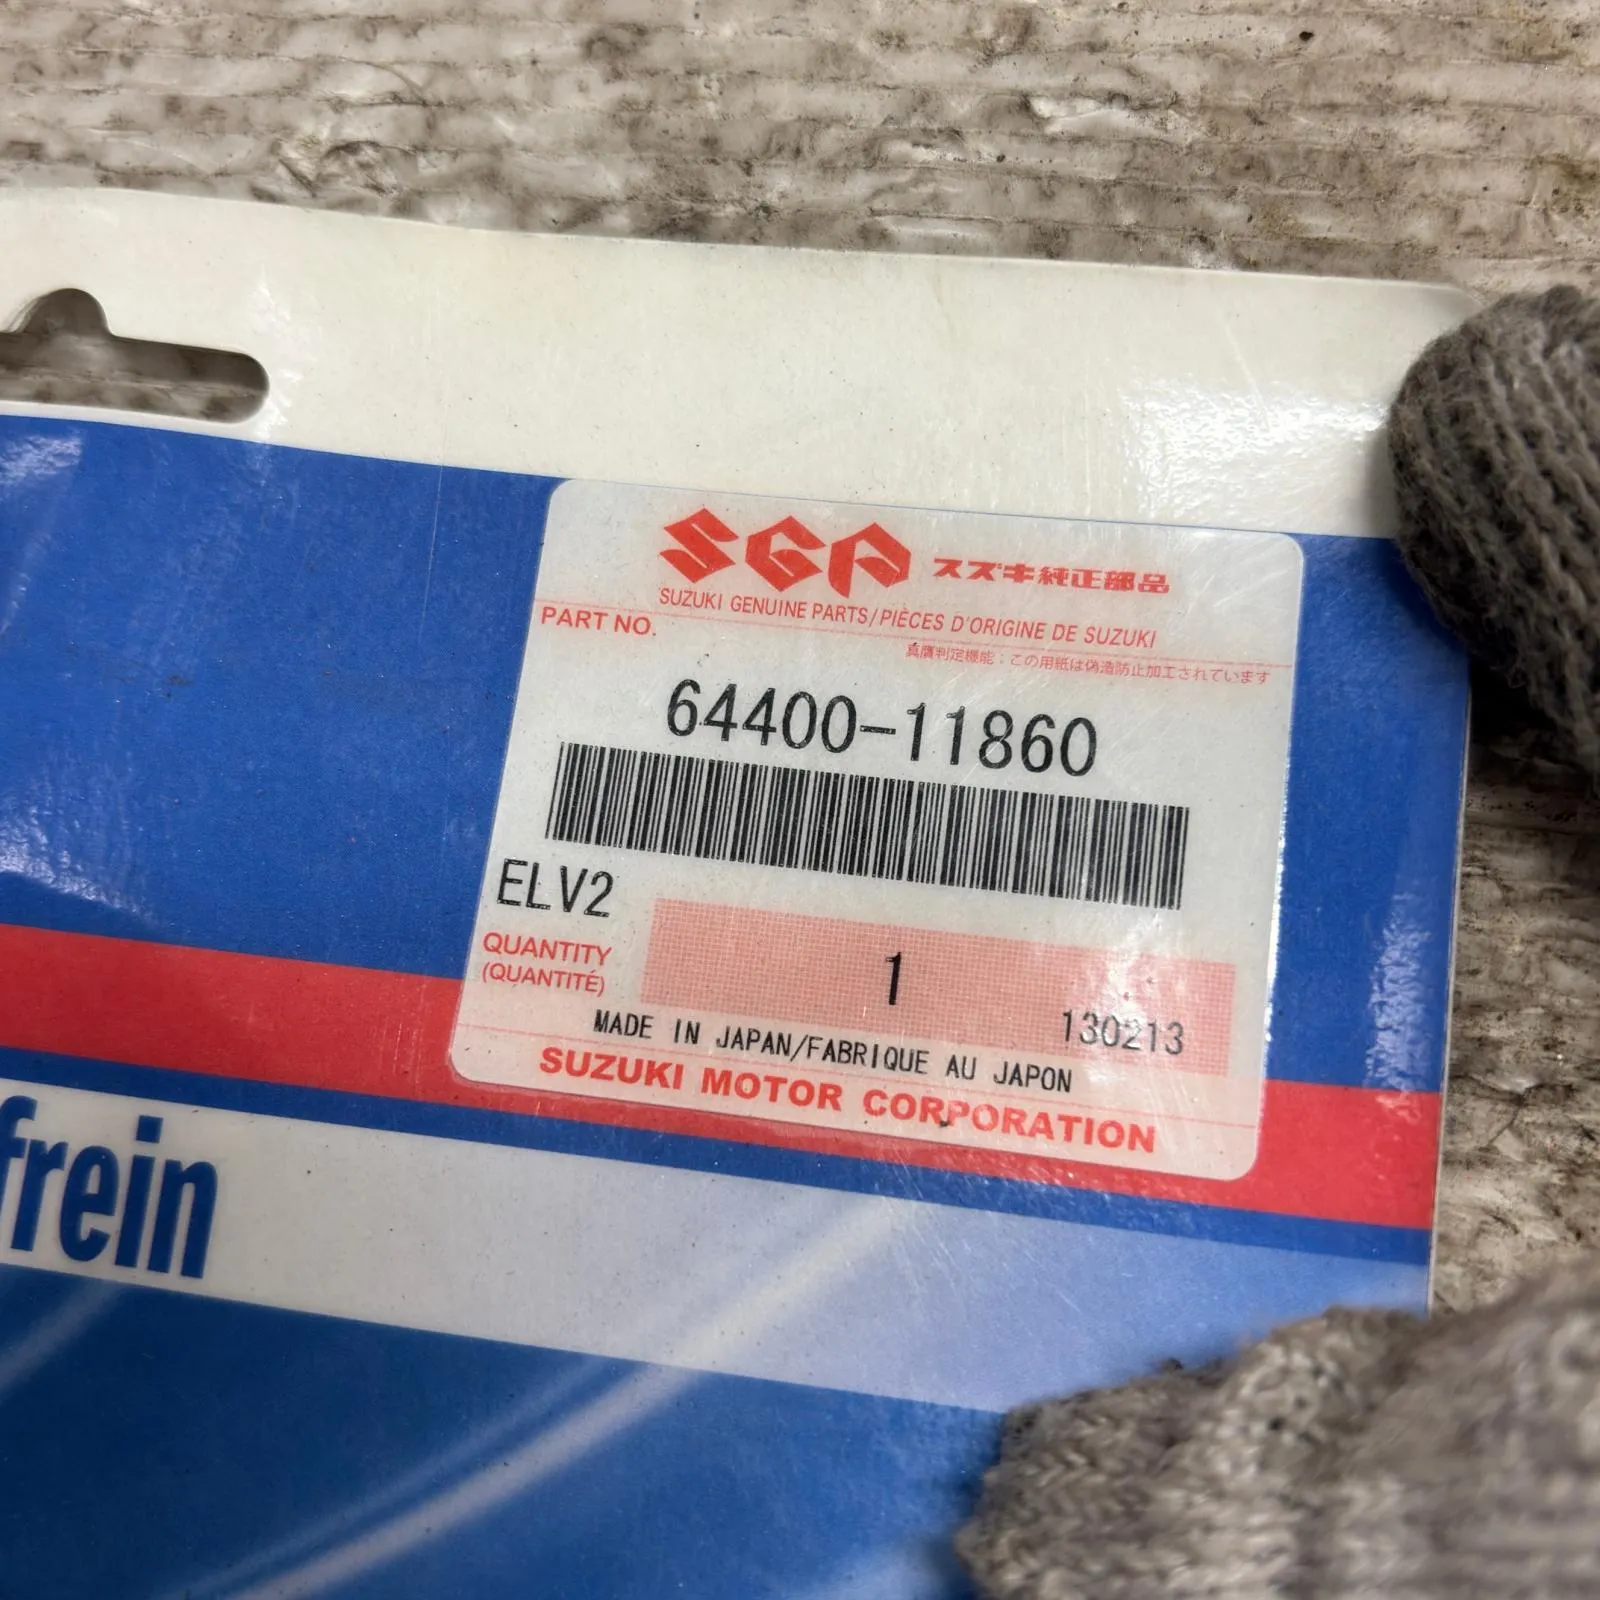 SGP スズキ純正部品
SUZUKI GENUINE PARTS/PIÈCES D'ORIGINE DE SUZUKI
PART NO.
真贋判定機能：この用紙は偽造防止加工されています
64400-11860
ELV2
QUANTITY
(QUANTITÉ)
1
130213
MADE IN JAPAN/FABRIQUE AU JAPON
SUZUKI MOTOR CORPORATION
frein